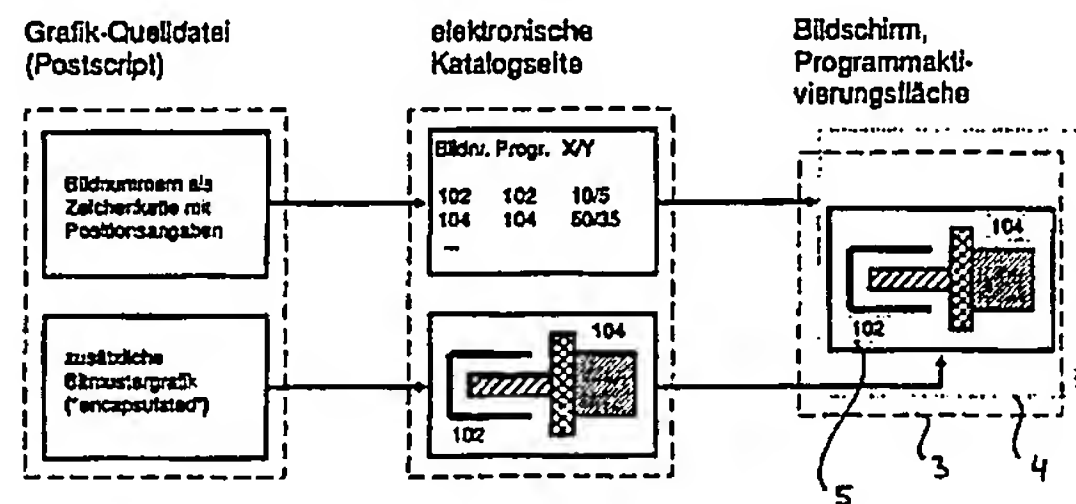 Grafik-Quelldatei
(Postscript)
elektronische
Katalogseite
Bildschirm,
Programmakti-
vierungsfläche
Bildnummern als
Zeichenkette mit
Positionsangaben
Bildnr. Progr. X/Y
102 102 10/5
104 104 50/35
...
104
102
zusätzliche
Bitmustergrafik
("encapsulated")
104
102
3
4
5